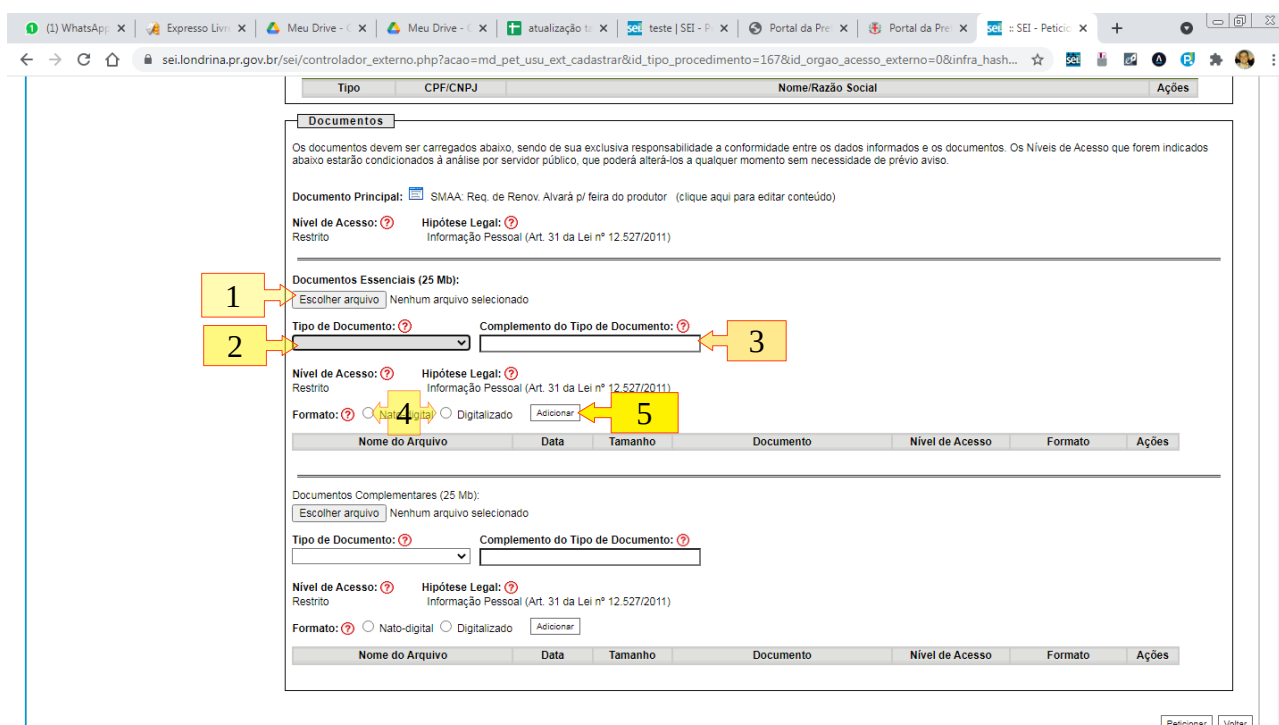 (1) WhatsApp
Expresso Livre
Meu Drive - G
Meu Drive - G
atualização ta
teste | SEI - P
Portal da Pref
Portal da Pref
:: SEI - Peticio
sei.londrina.pr.gov.br/sei/controlador_externo.php?acao=md_pet_usu_ext_cadastrar&id_tipo_procedimento=167&id_orgao_acesso_externo=0&infra_hash...
Tipo CPF/CNPJ Nome/Razão Social Ações
Documentos
Os documentos devem ser carregados abaixo, sendo de sua exclusiva responsabilidade a conformidade entre os dados informados e os documentos. Os Níveis de Acesso que forem indicados
abaixo estarão condicionados à análise por servidor público, que poderá alterá-los a qualquer momento sem necessidade de prévio aviso.
Documento Principal: SMAA: Req. de Renov. Alvará p/ feira do produtor (clique aqui para editar conteúdo)
Nível de Acesso: ? Hipótese Legal: ?
Restrito Informação Pessoal (Art. 31 da Lei nº 12.527/2011)
Documentos Essenciais (25 Mb):
1 Escolher arquivo Nenhum arquivo selecionado
Tipo de Documento: ? Complemento do Tipo de Documento: ?
2 3
Nível de Acesso: ? Hipótese Legal: ?
Restrito Informação Pessoal (Art. 31 da Lei nº 12.527/2011)
Formato: ? Nato-digital 4 Digitalizado Adicionar 5
Nome do Arquivo Data Tamanho Documento Nível de Acesso Formato Ações
Documentos Complementares (25 Mb):
Escolher arquivo Nenhum arquivo selecionado
Tipo de Documento: ? Complemento do Tipo de Documento: ?
Nível de Acesso: ? Hipótese Legal: ?
Restrito Informação Pessoal (Art. 31 da Lei nº 12.527/2011)
Formato: ? Nato-digital Digitalizado Adicionar
Nome do Arquivo Data Tamanho Documento Nível de Acesso Formato Ações
Peticionar Voltar